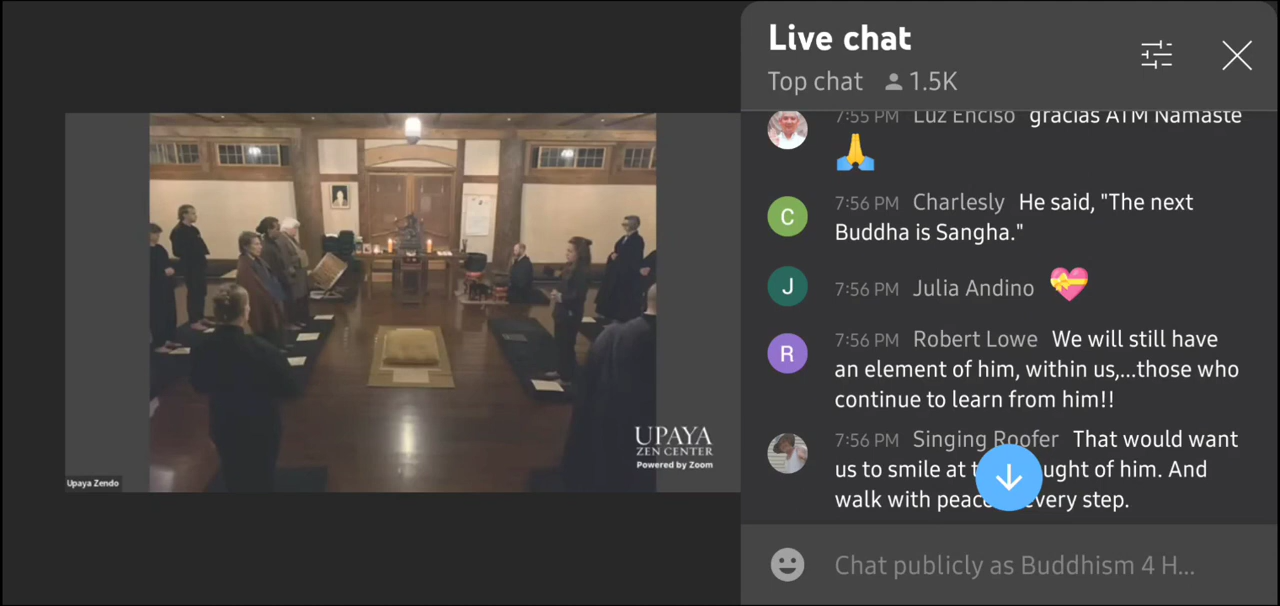 Live chat
Top chat 1.5K
7:55 PM Luz Enciso gracias ATM Namaste
C 7:56 PM Charlesly He said, "The next
Buddha is Sangha."
J 7:56 PM Julia Andino
R 7:56 PM Robert Lowe We will still have
an element of him, within us,...those who
continue to learn from him!!
7:56 PM Singing Roofer That would want
us to smile at of him. And
walk with every step.
Chat publicly as Buddhism 4 H...
UPAYA
ZEN CENTER
Powered by Zoom
Upaya Zendo